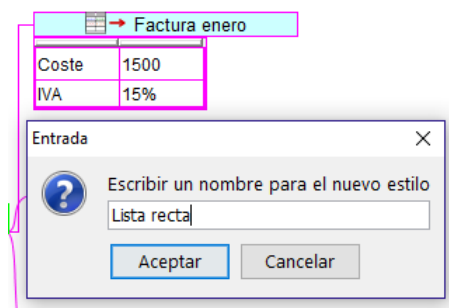 Factura enero
Coste 1500
IVA 15%
Entrada
Escribir un nombre para el nuevo estilo
Lista recta
Aceptar Cancelar